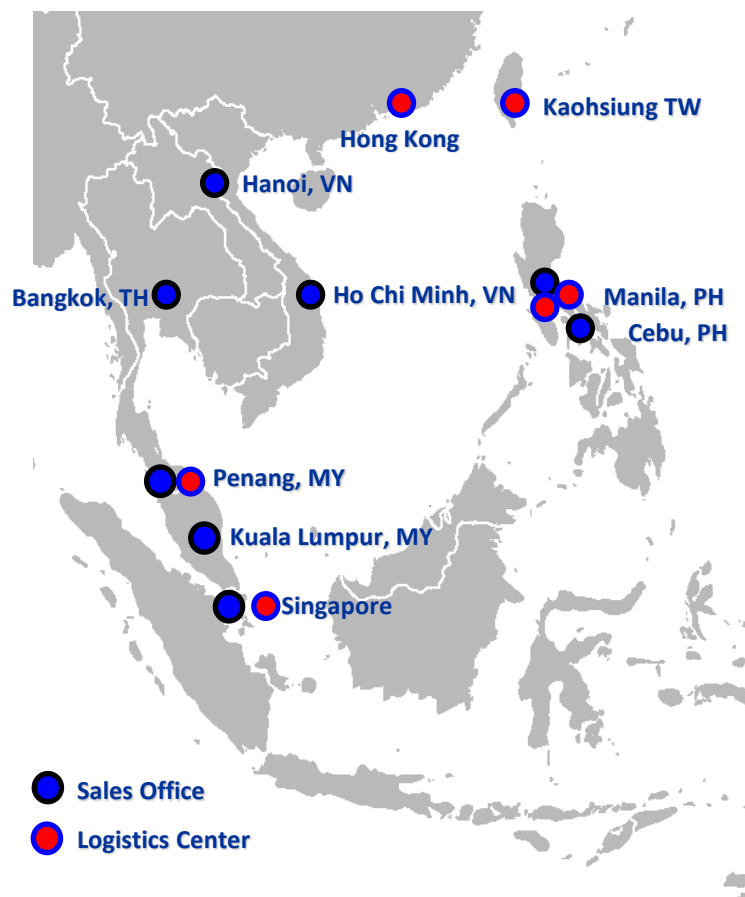 Kaohsiung TW
Hong Kong
Hanoi, VN
Bangkok, TH
Ho Chi Minh, VN
Manila, PH
Cebu, PH
Penang, MY
Kuala Lumpur, MY
Singapore
Sales Office
Logistics Center